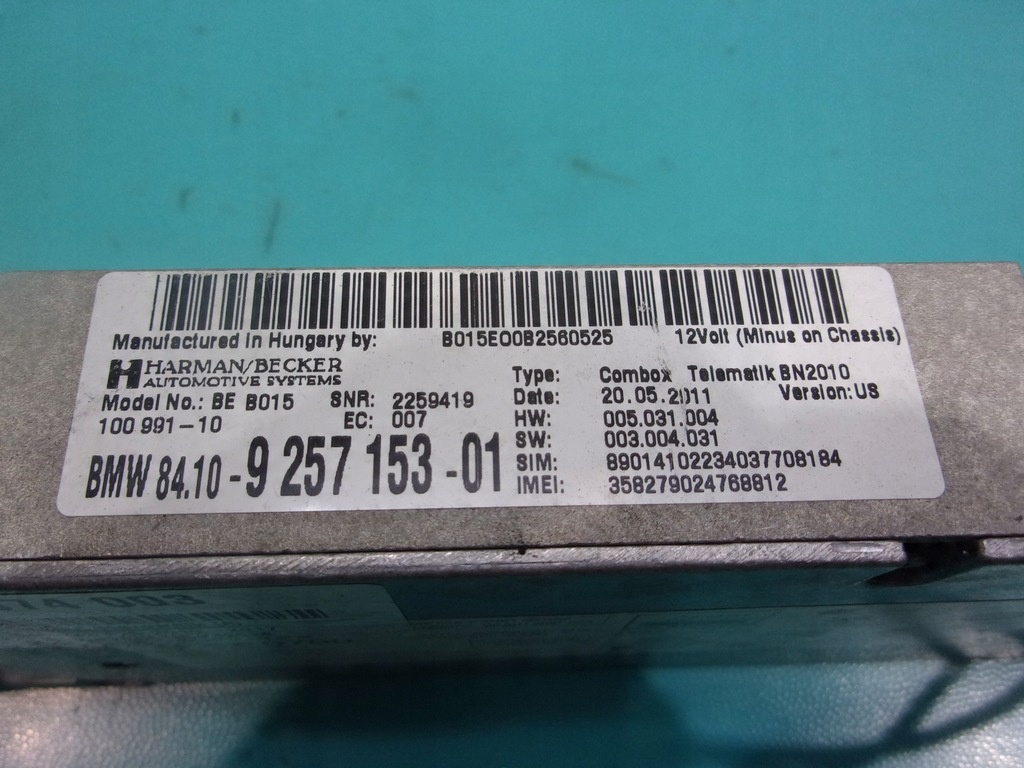 Manufactured in Hungary by: B015E00B2560525 12Volt (Minus on Chassis)
HARMAN/BECKER
AUTOMOTIVE SYSTEMS
Model No.: BE B015 SNR: 2259419
100 991-10 EC: 007
BMW 84.10-9 257 153-01
Type: Combox Telematik BN2010
Date: 20.05.2011 Version: US
HW: 005.031.004
SW: 003.004.031
SIM: 89014102234037708184
IMEI: 358279024768812
74 003